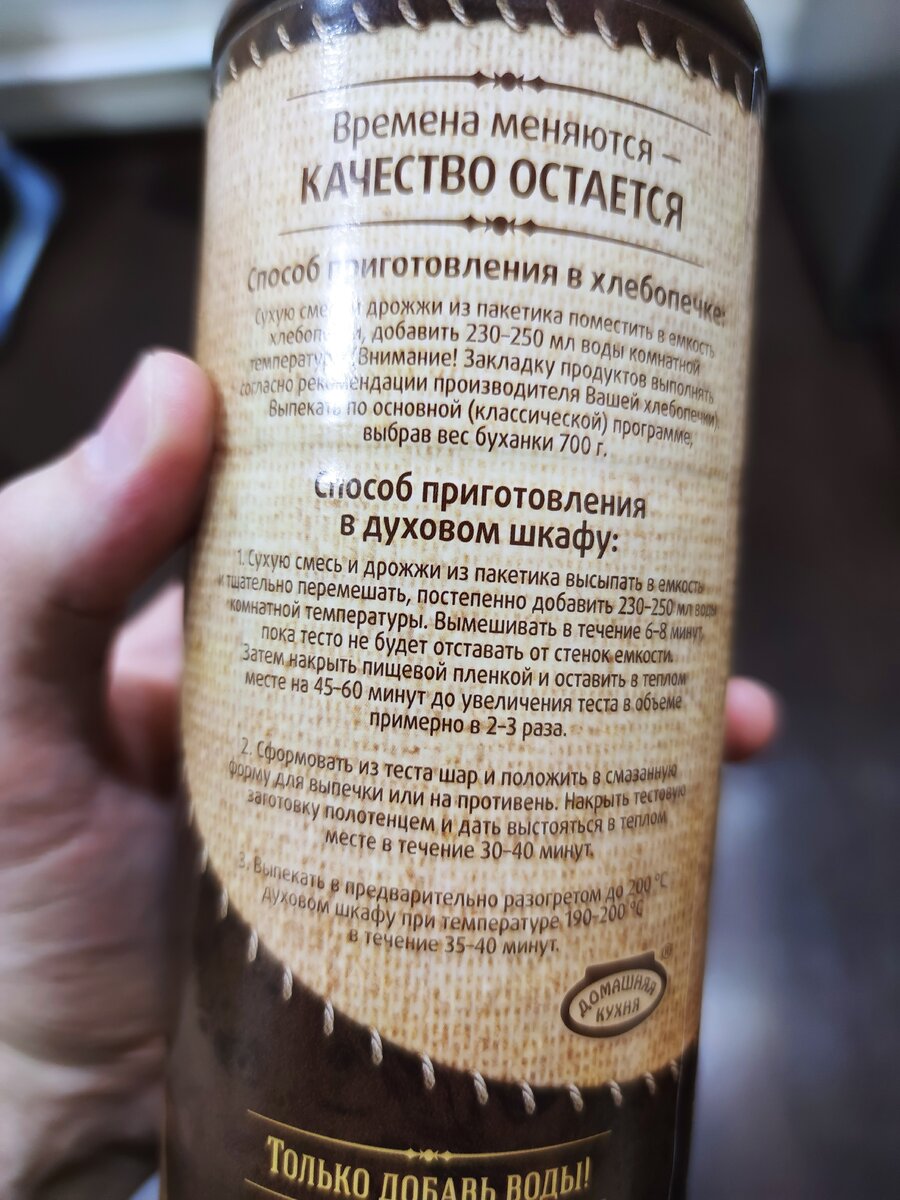 Времена меняются –
КАЧЕСТВО ОСТАЕТСЯ
Способ приготовления в хлебопечке:
Сухую смесь и дрожжи из пакетика поместить в емкость
хлебопечки, добавить 230–250 мл воды комнатной
температуры. (Внимание! Закладку продуктов выполнять
согласно рекомендации производителя Вашей хлебопечки).
Выпекать по основной (классической) программе,
выбрав вес буханки 700 г.
Способ приготовления
в духовом шкафу:
1. Сухую смесь и дрожжи из пакетика высыпать в емкость
и тщательно перемешать, постепенно добавить 230–250 мл воды
комнатной температуры. Вымешивать в течение 6–8 минут,
пока тесто не будет отставать от стенок емкости.
Затем накрыть пищевой пленкой и оставить в теплом
месте на 45–60 минут до увеличения теста в объеме
примерно в 2–3 раза.
2. Сформовать из теста шар и положить в смазанную
форму для выпечки или на противень. Накрыть тестовую
заготовку полотенцем и дать выстояться в теплом
месте в течение 30–40 минут.
3. Выпекать в предварительно разогретом до 200 °C
духовом шкафу при температуре 190–200 °C
в течение 35–40 минут.
ДОМАШНЯЯ
КУХНЯ
®
ТОЛЬКО ДОБАВЬ ВОДЫ!